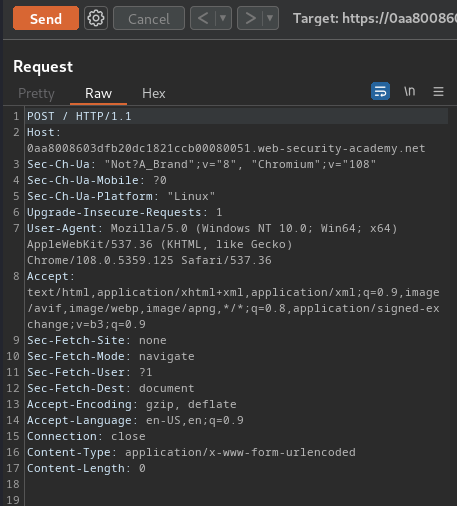 Send
Cancel
<
>
Target: https://0aa80086
Request
Pretty
Raw
Hex
\n
1 POST / HTTP/1.1
2 Host:
0aa8008603dfb20dc1821ccb00080051.web-security-academy.net
3 Sec-Ch-Ua: "Not?A_Brand";v="8", "Chromium";v="108"
4 Sec-Ch-Ua-Mobile: ?0
5 Sec-Ch-Ua-Platform: "Linux"
6 Upgrade-Insecure-Requests: 1
7 User-Agent: Mozilla/5.0 (Windows NT 10.0; Win64; x64)
AppleWebKit/537.36 (KHTML, like Gecko)
Chrome/108.0.5359.125 Safari/537.36
8 Accept:
text/html,application/xhtml+xml,application/xml;q=0.9,image
/avif,image/webp,image/apng,*/*;q=0.8,application/signed-ex
change;v=b3;q=0.9
9 Sec-Fetch-Site: none
10 Sec-Fetch-Mode: navigate
11 Sec-Fetch-User: ?1
12 Sec-Fetch-Dest: document
13 Accept-Encoding: gzip, deflate
14 Accept-Language: en-US,en;q=0.9
15 Connection: close
16 Content-Type: application/x-www-form-urlencoded
17 Content-Length: 0
18
19